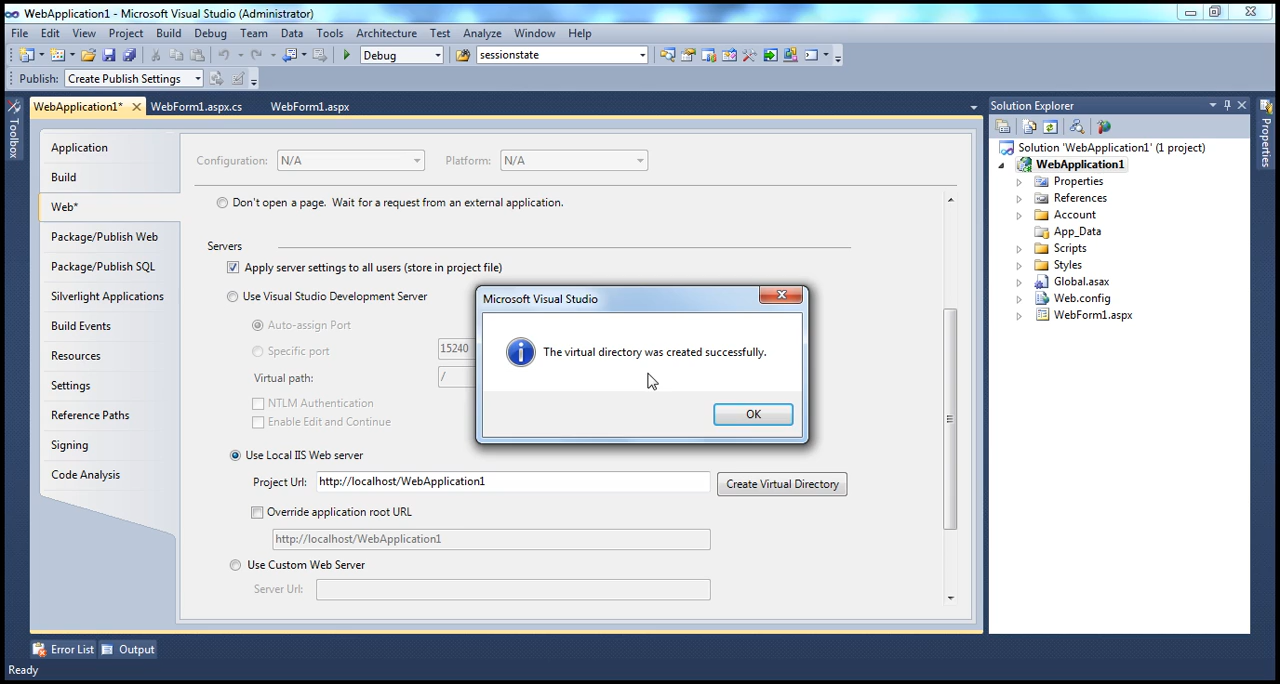 WebApplication1 - Microsoft Visual Studio (Administrator)
File Edit View Project Build Debug Team Data Tools Architecture Test Analyze Window Help
Debug sessionstate
Publish: Create Publish Settings
WebApplication1* WebForm1.aspx.cs WebForm1.aspx
Toolbox
Application
Build
Web*
Package/Publish Web
Package/Publish SQL
Silverlight Applications
Build Events
Resources
Settings
Reference Paths
Signing
Code Analysis
Configuration: N/A Platform: N/A
Don't open a page. Wait for a request from an external application.
Servers
Apply server settings to all users (store in project file)
Use Visual Studio Development Server
Auto-assign Port
Specific port 15240
Virtual path: /
NTLM Authentication
Enable Edit and Continue
Use Local IIS Web server
Project Url: http://localhost/WebApplication1 Create Virtual Directory
Override application root URL
http://localhost/WebApplication1
Use Custom Web Server
Server Url:
Microsoft Visual Studio
The virtual directory was created successfully.
OK
Solution Explorer
Solution 'WebApplication1' (1 project)
WebApplication1
Properties
References
Account
App_Data
Scripts
Styles
Global.asax
Web.config
WebForm1.aspx
Properties
Error List Output
Ready